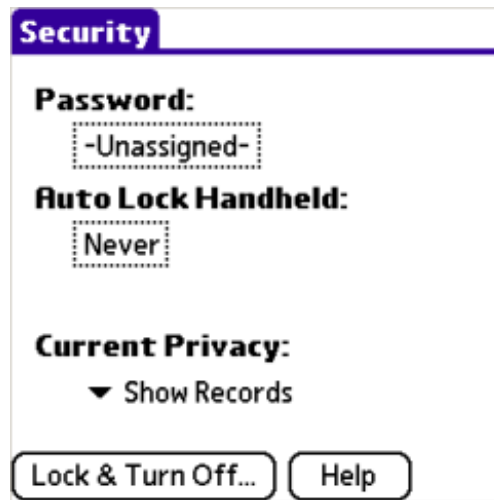 Security
Password:
-Unassigned-
Auto Lock Handheld:
Never
Current Privacy:
Show Records
Lock & Turn Off... Help